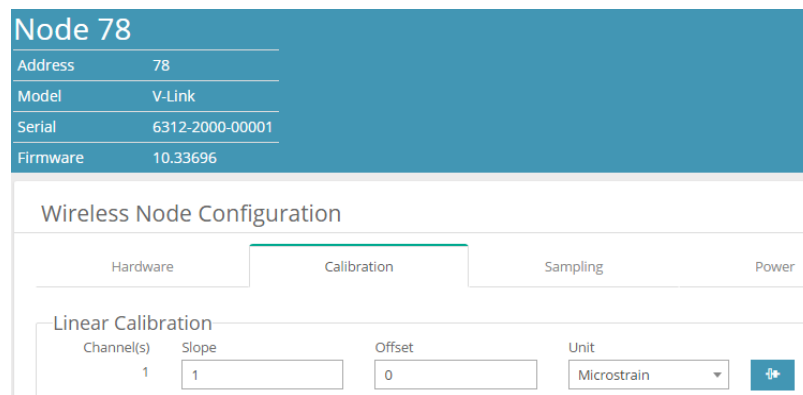 Node 78
Address 78
Model V-Link
Serial 6312-2000-00001
Firmware 10.33696
Wireless Node Configuration
Hardware Calibration Sampling Power
Linear Calibration
Channel(s) Slope Offset Unit
1 1 0 Microstrain